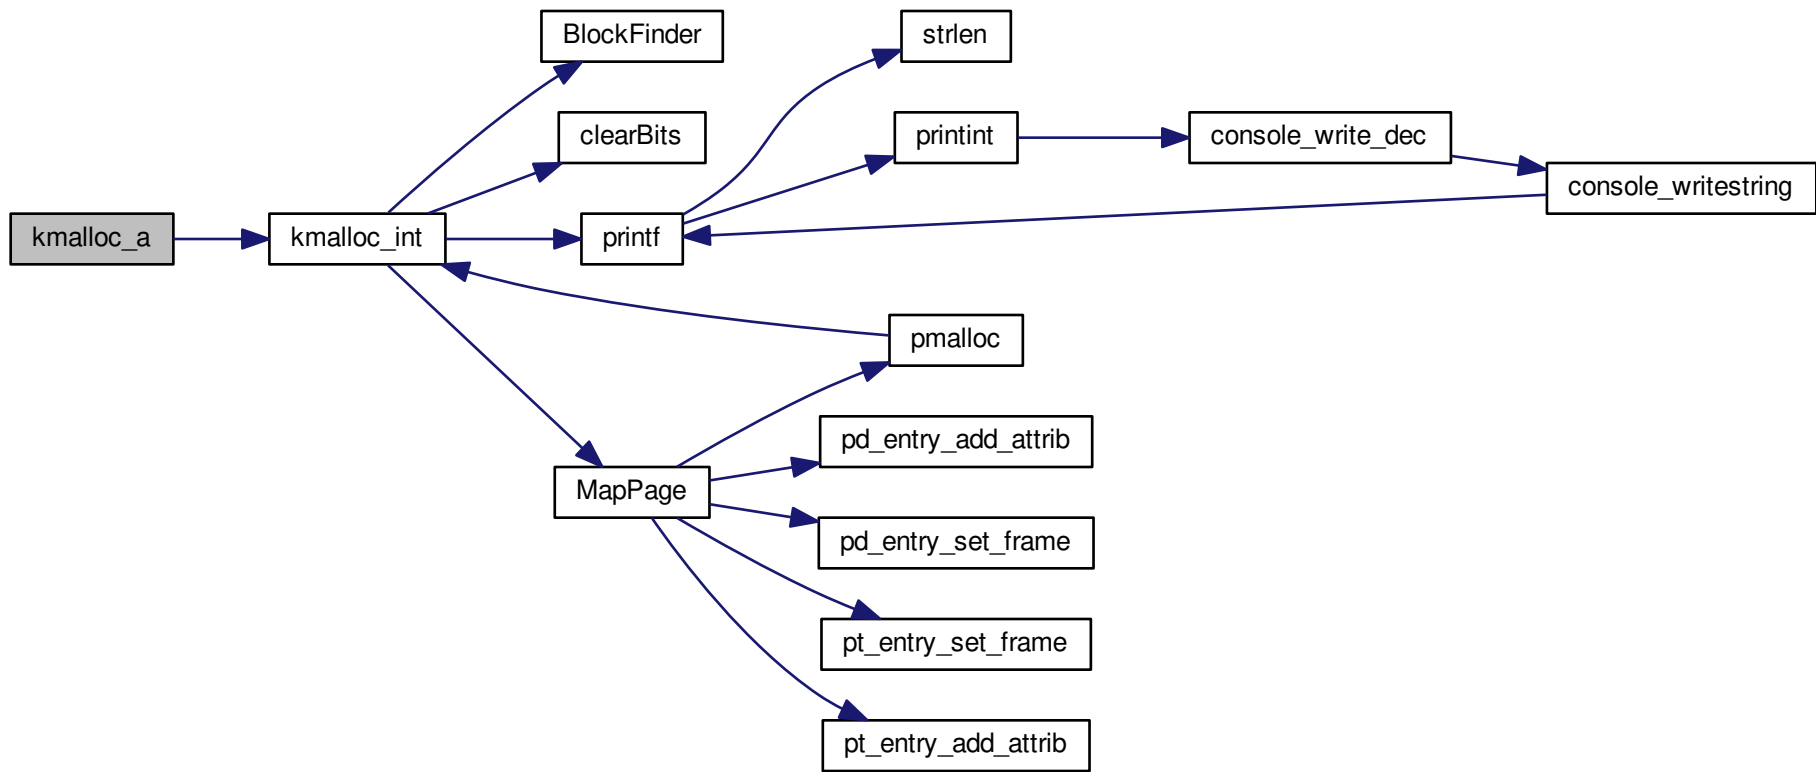 BlockFinder
strlen
clearBits
printint
console_write_dec
console_writestring
kmalloc_a
kmalloc_int
printf
pmalloc
pd_entry_add_attrib
MapPage
pd_entry_set_frame
pt_entry_set_frame
pt_entry_add_attrib